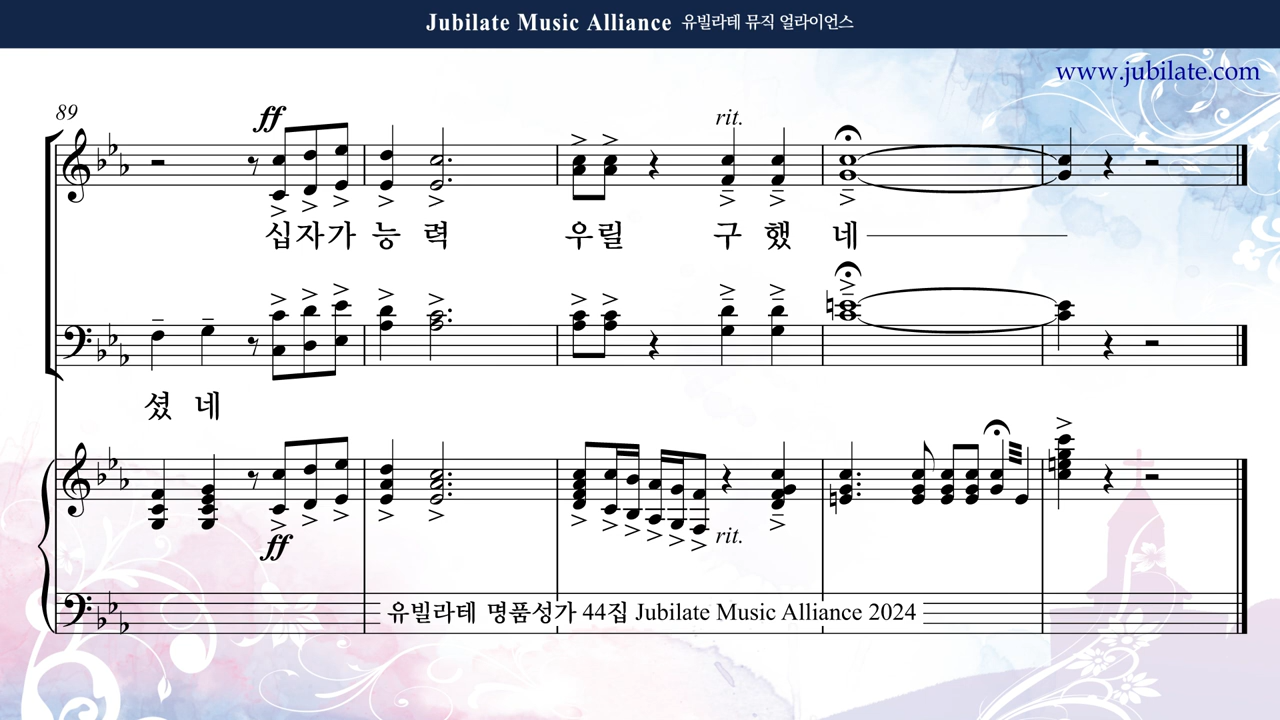 Jubilate Music Alliance 유빌라테 뮤직 얼라이언스
www.jubilate.com
89
ff
rit.
십자가 능 력 우릴 구 했 네
셨 네
ff
rit.
유빌라테 명품성가 44집 Jubilate Music Alliance 2024